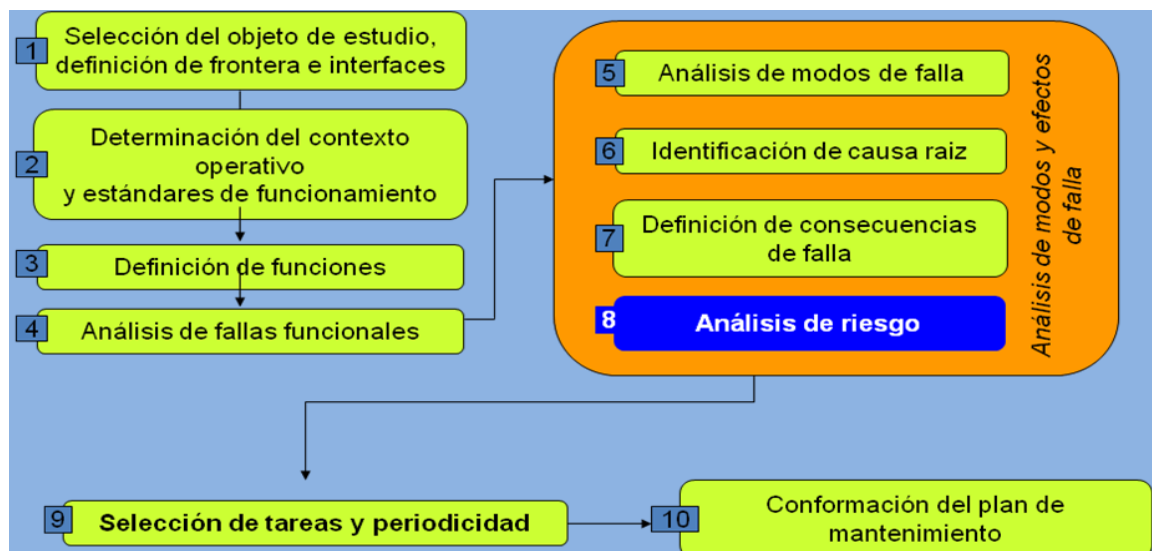 1
Selección del objeto de estudio,
definición de frontera e interfaces
2
Determinación del contexto
operativo
y estándares de funcionamiento
3
Definición de funciones
4
Análisis de fallas funcionales
5
Análisis de modos de falla
6
Identificación de causa raiz
7
Definición de consecuencias
de falla
8
Análisis de riesgo
Análisis de modos y efectos
de falla
9
Selección de tareas y periodicidad
10
Conformación del plan de
mantenimiento